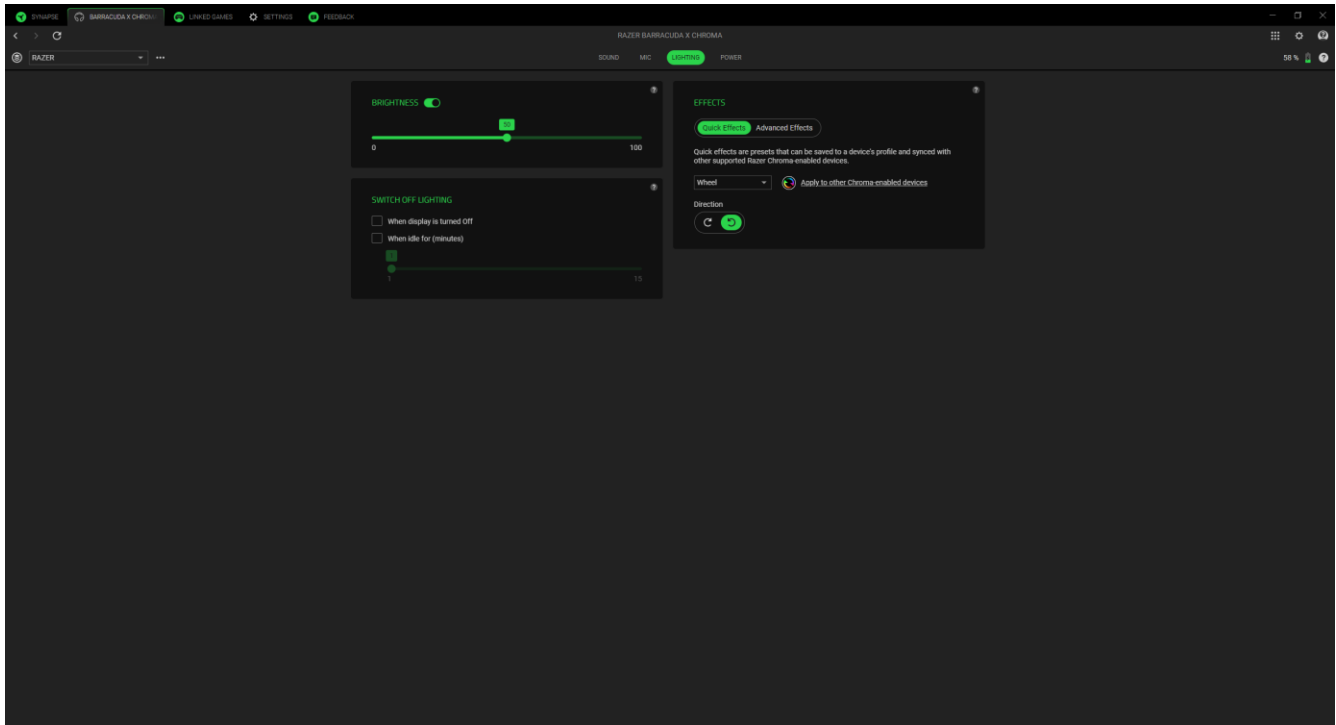 SYNAPSE BARRACUDA X CHROMA LINKED GAMES SETTINGS FEEDBACK
RAZER BARRACUDA X CHROMA
RAZER SOUND MIC LIGHTING POWER 58 %
BRIGHTNESS
50
0 100
SWITCH OFF LIGHTING
When display is turned Off
When idle for (minutes)
1
1 15
EFFECTS
Quick Effects Advanced Effects
Quick effects are presets that can be saved to a device's profile and synced with
other supported Razer Chroma-enabled devices.
Wheel Apply to other Chroma-enabled devices
Direction